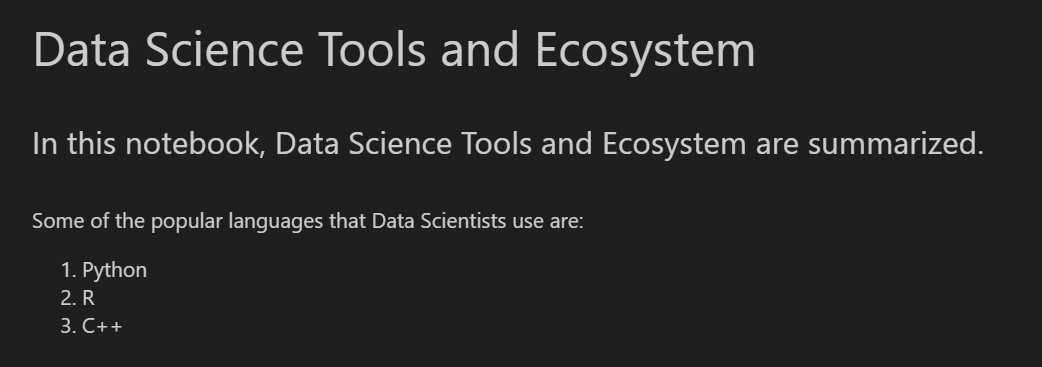 Data Science Tools and Ecosystem
In this notebook, Data Science Tools and Ecosystem are summarized.
Some of the popular languages that Data Scientists use are:
1. Python
2. R
3. C++